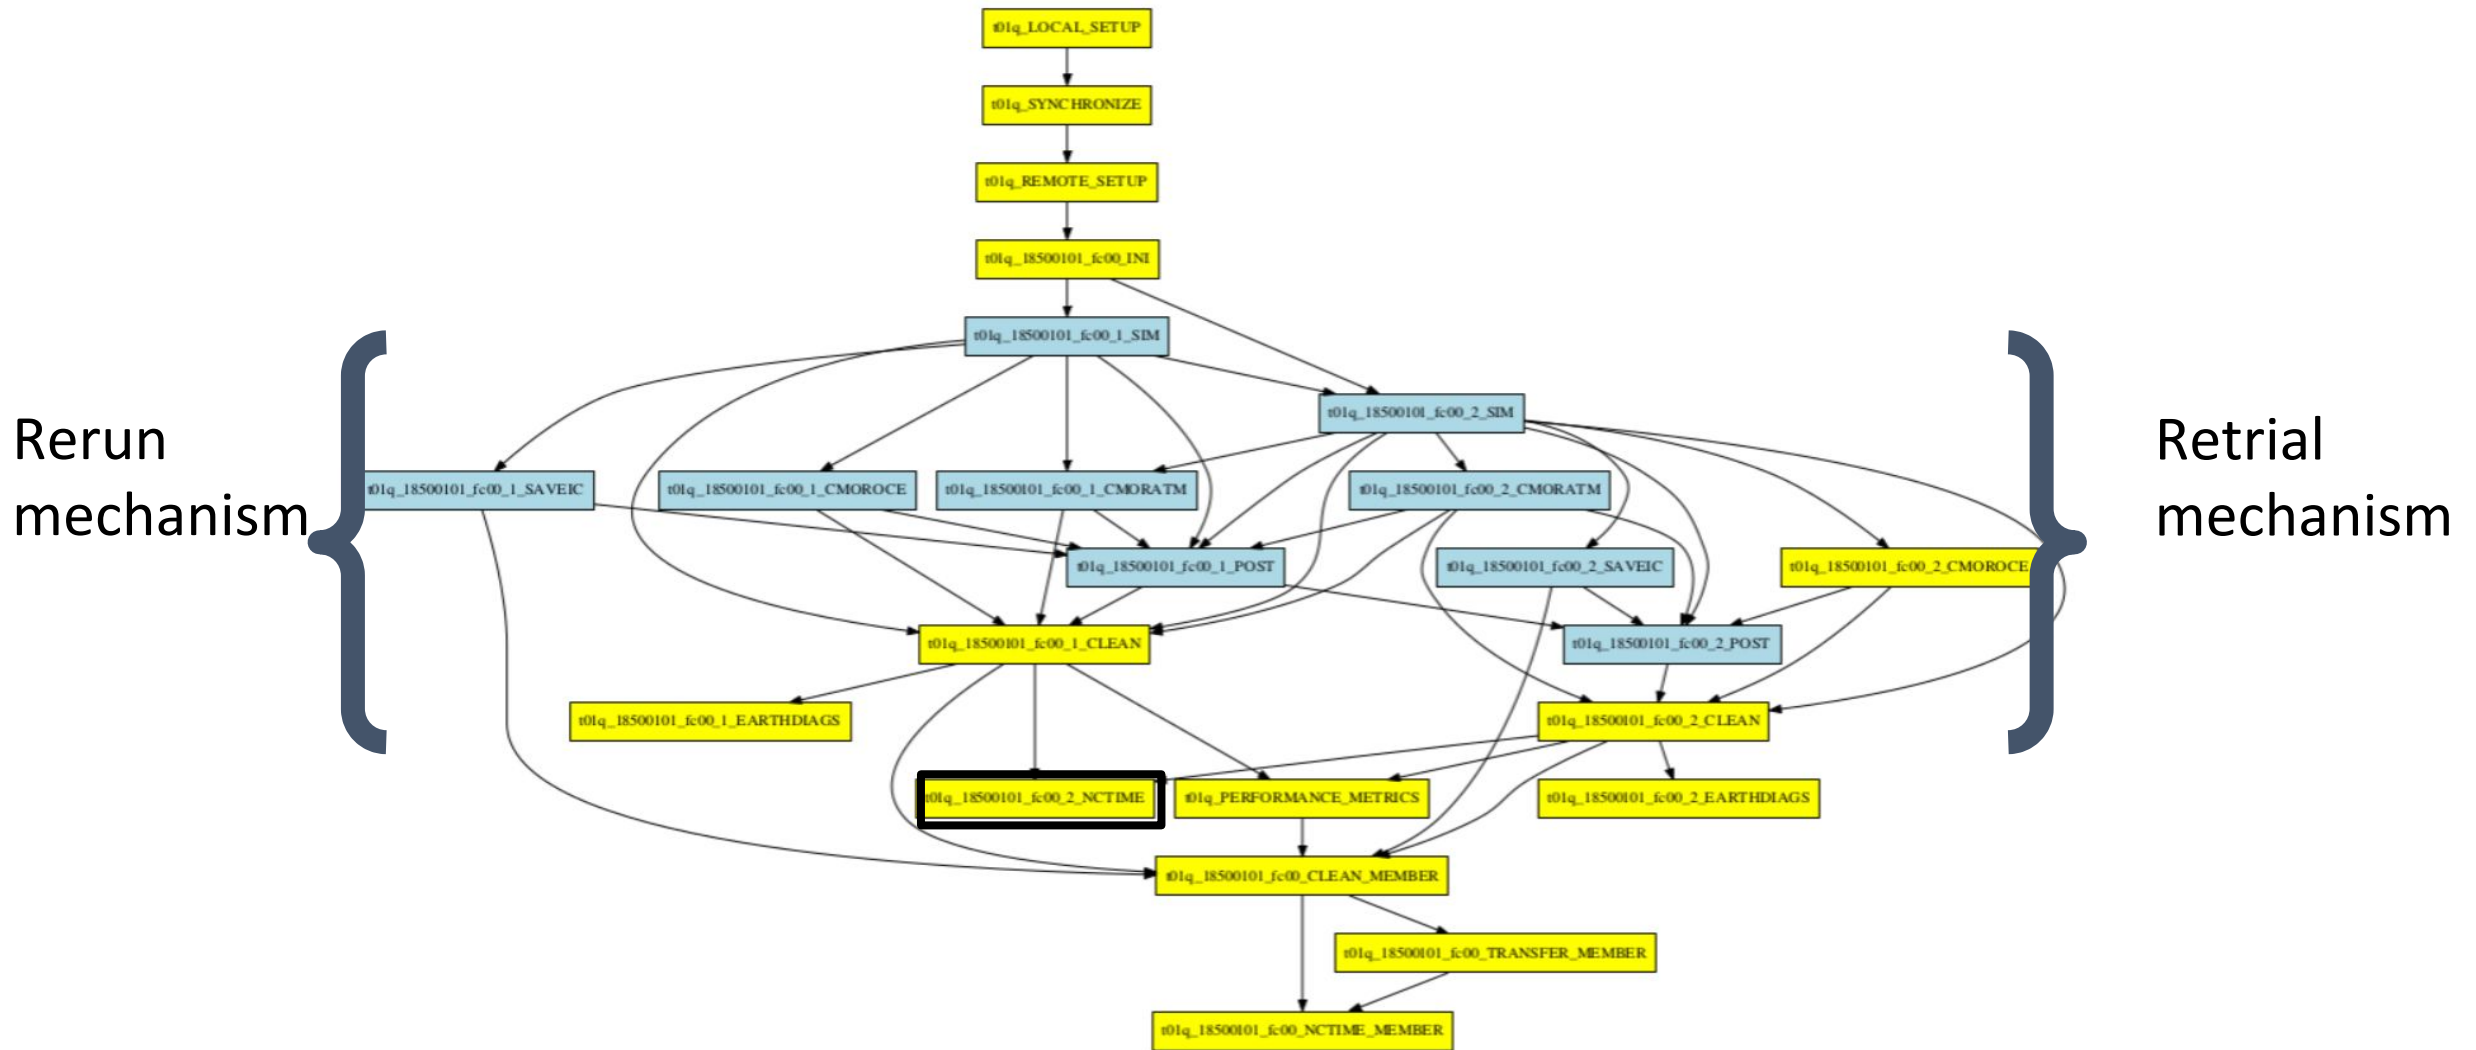 t01q_LOCAL_SETUP
t01q_SYNCHRONIZE
t01q_REMOTE_SETUP
t01q_18500101_fc00_INI
t01q_18500101_fc00_1_SIM
t01q_18500101_fc00_2_SIM
Rerun
mechanism
Retrial
mechanism
t01q_18500101_fc00_1_SAVEIC
t01q_18500101_fc00_1_CMOROCE
t01q_18500101_fc00_1_CMORATM
t01q_18500101_fc00_2_CMORATM
t01q_18500101_fc00_1_POST
t01q_18500101_fc00_2_SAVEIC
t01q_18500101_fc00_2_CMOROCE
t01q_18500101_fc00_1_CLEAN
t01q_18500101_fc00_2_POST
t01q_18500101_fc00_1_EARTHDIAGS
t01q_18500101_fc00_2_CLEAN
t01q_18500101_fc00_2_NCTIME
t01q_PERFORMANCE_METRICS
t01q_18500101_fc00_2_EARTHDIAGS
t01q_18500101_fc00_CLEAN_MEMBER
t01q_18500101_fc00_TRANSFER_MEMBER
t01q_18500101_fc00_NCTIME_MEMBER